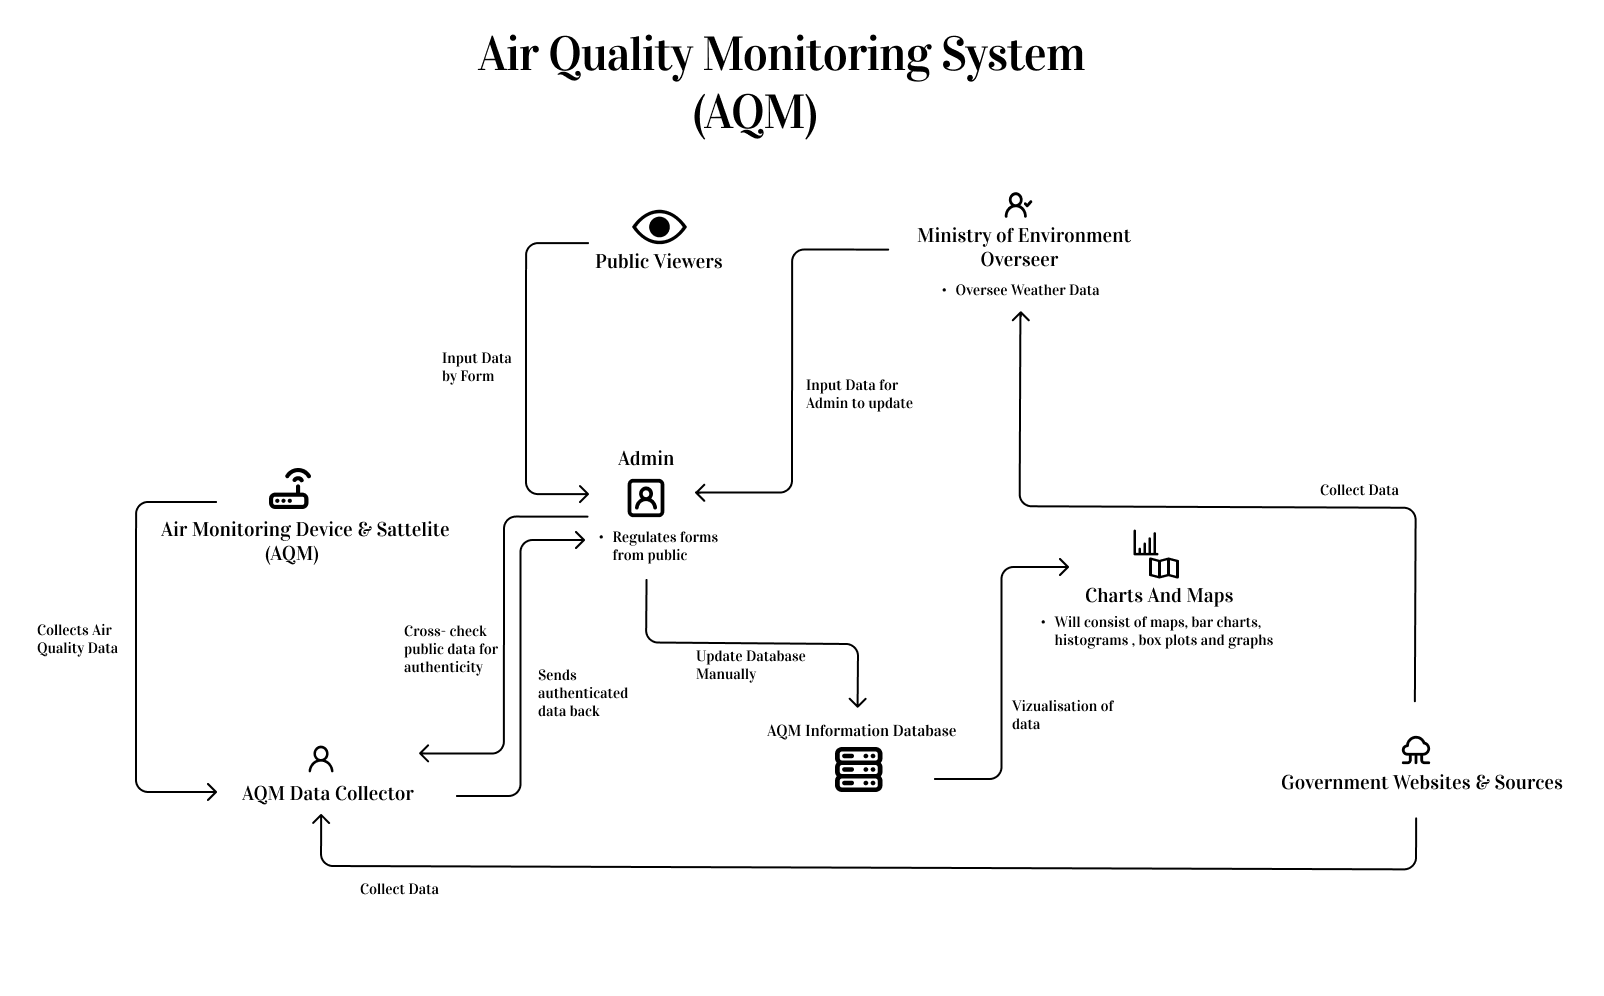 Air Quality Monitoring System
(AQM)
Public Viewers
Ministry of Environment
Overseer
• Oversee Weather Data
Input Data
by Form
Input Data for
Admin to update
Admin
• Regulates forms
from public
Air Monitoring Device & Sattelite
(AQM)
Collect Data
Charts And Maps
• Will consist of maps, bar charts,
histograms , box plots and graphs
Collects Air
Quality Data
Cross- check
public data for
authenticity
Sends
authenticated
data back
Update Database
Manually
Vizualisation of
data
AQM Information Database
AQM Data Collector
Government Websites & Sources
Collect Data